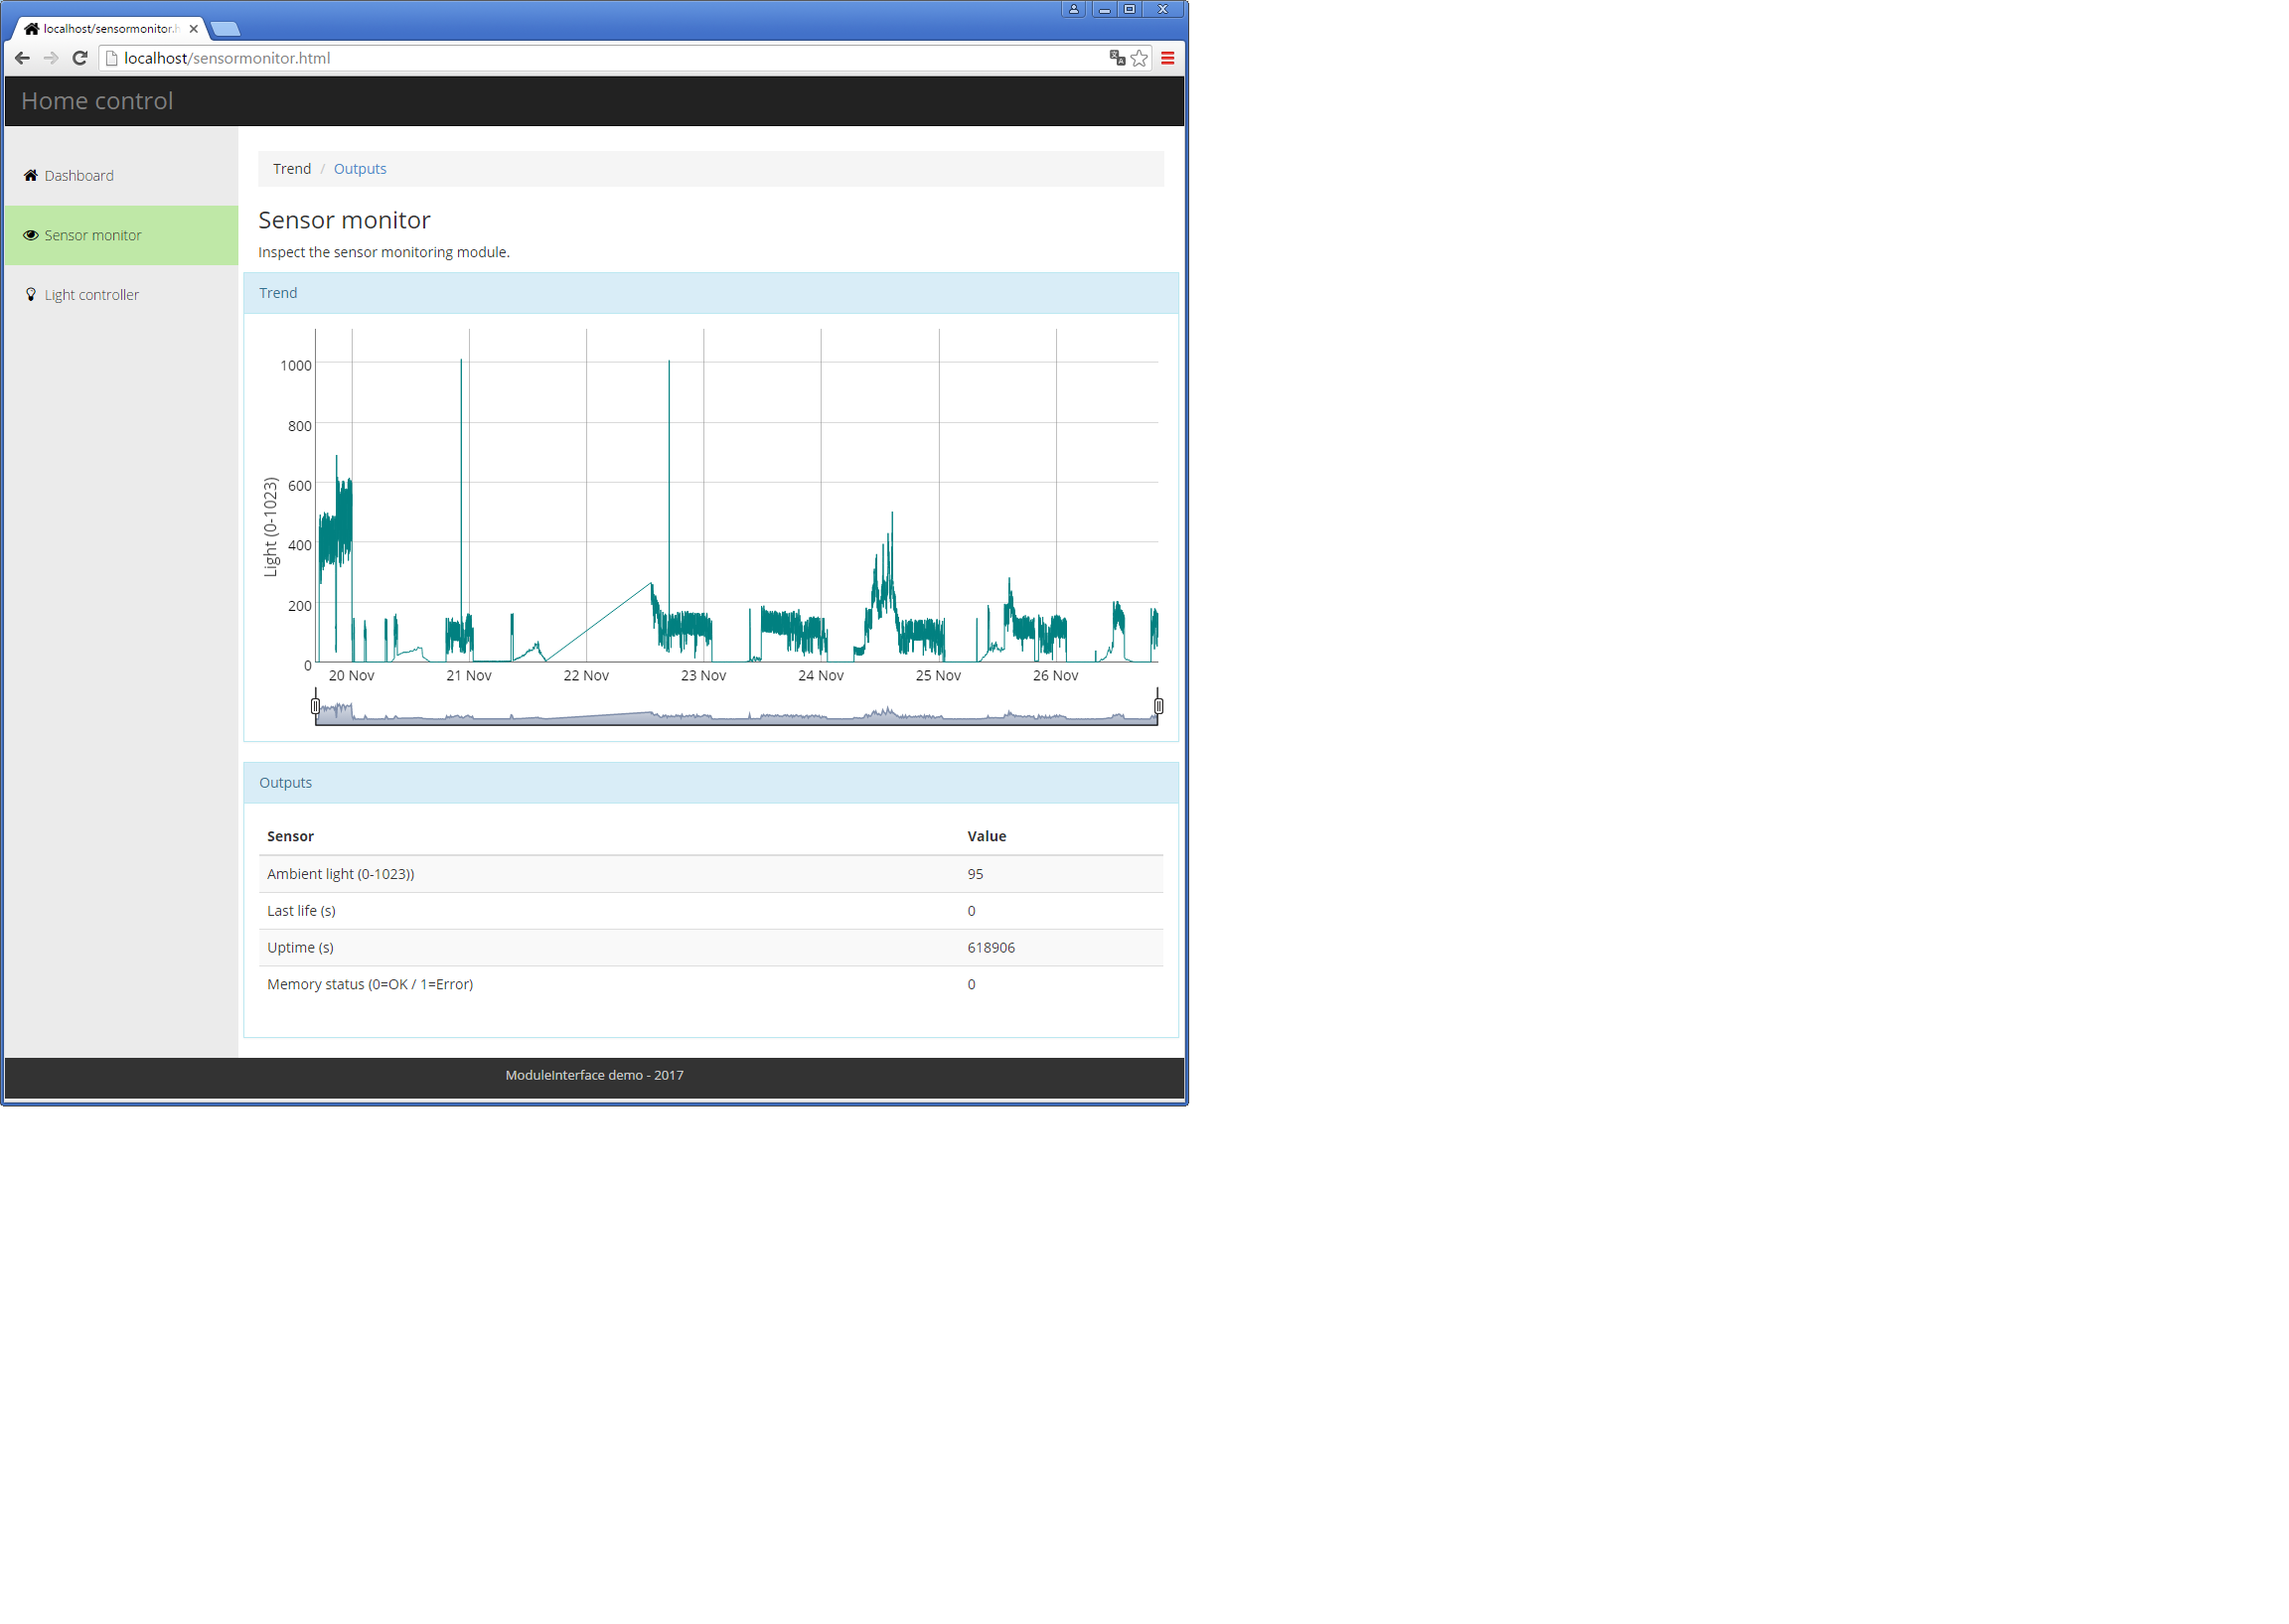 localhost/sensormonitor.h
localhost/sensormonitor.html
Home control
Dashboard
Sensor monitor
Light controller
Trend / Outputs
Sensor monitor
Inspect the sensor monitoring module.
Trend
Light (0-1023)
1000
800
600
400
200
0
20 Nov 21 Nov 22 Nov 23 Nov 24 Nov 25 Nov 26 Nov
Outputs
Sensor Value
Ambient light (0-1023)) 95
Last life (s) 0
Uptime (s) 618906
Memory status (0=OK / 1=Error) 0
ModuleInterface demo - 2017